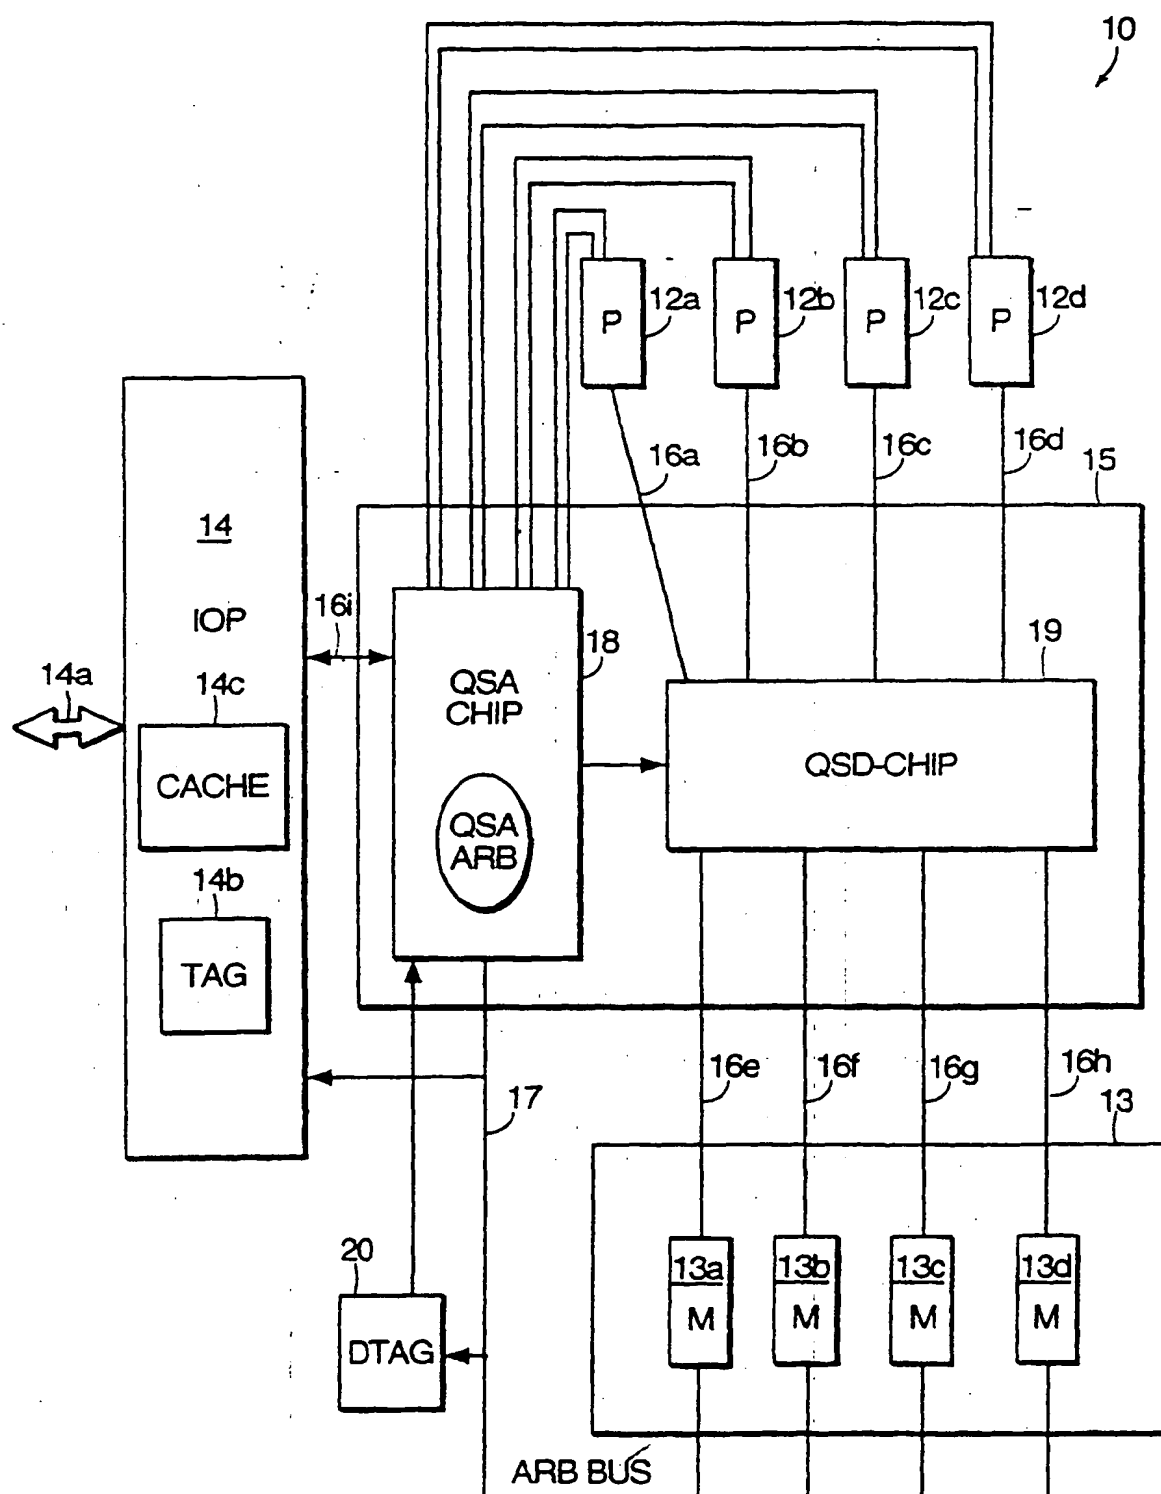 10
12a
12b
12c
12d
P
P
P
P
16a
16b
16c
16d
15
14
IOP
16i
18
19
14a
14c
QSA
CHIP
CACHE
QSD-CHIP
QSA
ARB
14b
TAG
16e
16f
16g
16h
17
13
20
13a
13b
13c
13d
M
M
M
M
DTAG
ARB BUS